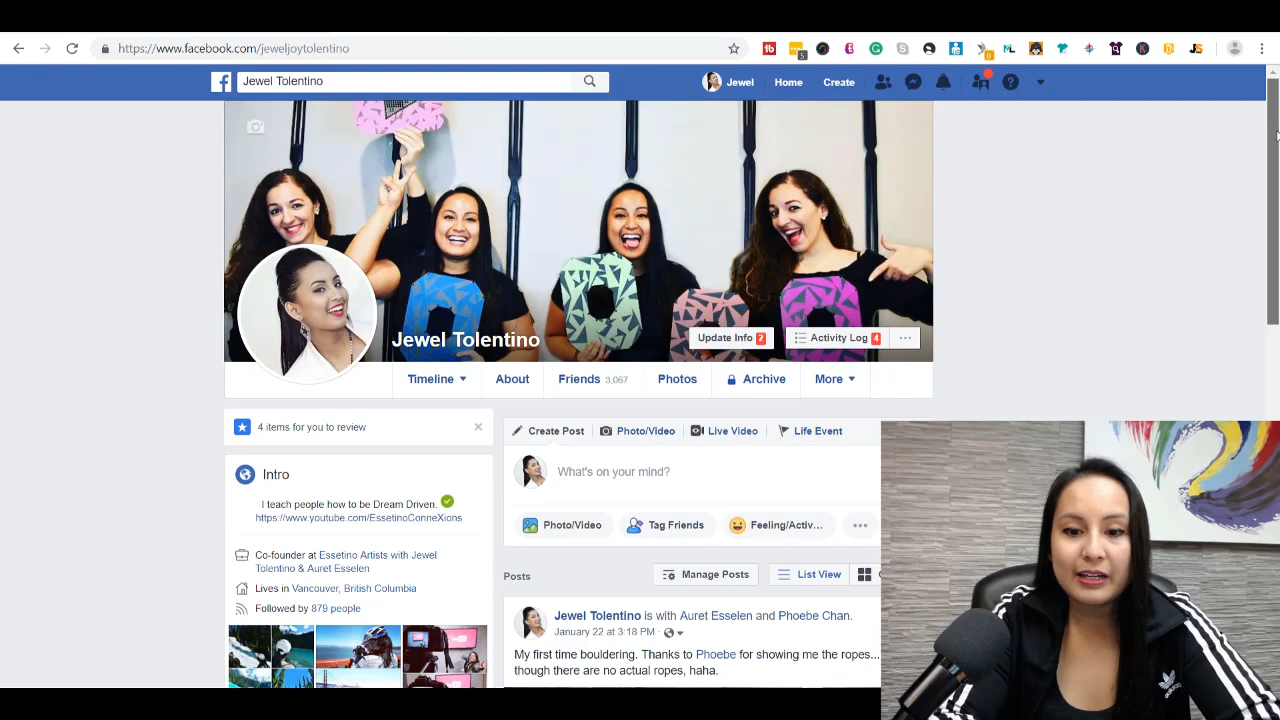 https://www.facebook.com/jeweljoytolentino
Jewel Tolentino
Jewel Home Create
Jewel Tolentino
Update Info 2
Activity Log 4
Timeline About Friends 3,067 Photos Archive More
4 items for you to review
Create Post Photo/Video Live Video Life Event
Intro
What's on your mind?
I teach people how to be Dream Driven.
https://www.youtube.com/EssetinoConneXions
Photo/Video Tag Friends Feeling/Activ...
Co-founder at Essetino Artists with Jewel
Tolentino & Auret Esselen
Lives in Vancouver, British Columbia
Followed by 879 people
Posts Manage Posts List View
Jewel Tolentino is with Auret Esselen and Phoebe Chan.
January 22 at 3:18 PM
My first time bouldering. Thanks to Phoebe for showing me the ropes...
though there are no actual ropes, haha.